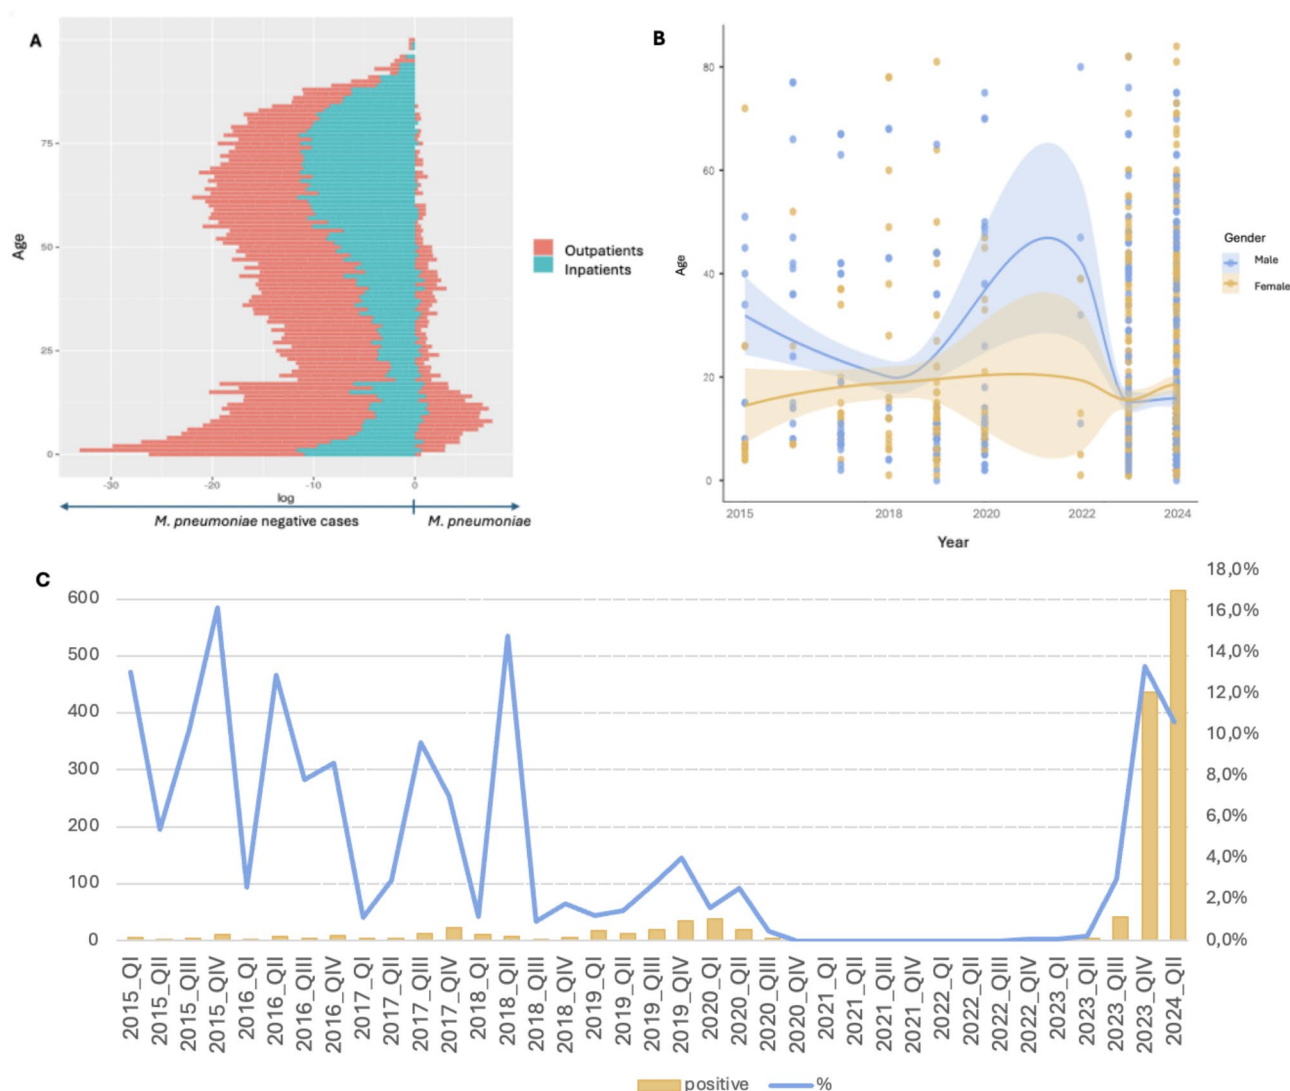 A
Age
75
50
25
0
-30
-20
-10
0
log
M. pneumoniae negative cases
M. pneumoniae
Outpatients
Inpatients
B
Age
80
60
40
20
0
2015
2018
2020
2022
2024
Year
Gender
Male
Female
C
600
500
400
300
200
100
0
18,0%
16,0%
14,0%
12,0%
10,0%
8,0%
6,0%
4,0%
2,0%
0,0%
2015_QI
2015_QII
2015_QIII
2015_QIV
2016_QI
2016_QII
2016_QIII
2016_QIV
2017_QI
2017_QII
2017_QIII
2017_QIV
2018_QI
2018_QII
2018_QIII
2018_QIV
2019_QI
2019_QII
2019_QIII
2019_QIV
2020_QI
2020_QII
2020_QIII
2020_QIV
2021_QI
2021_QII
2021_QIII
2021_QIV
2022_QI
2022_QII
2022_QIII
2022_QIV
2023_QI
2023_QII
2023_QIII
2023_QIV
2024_QII
positive
%